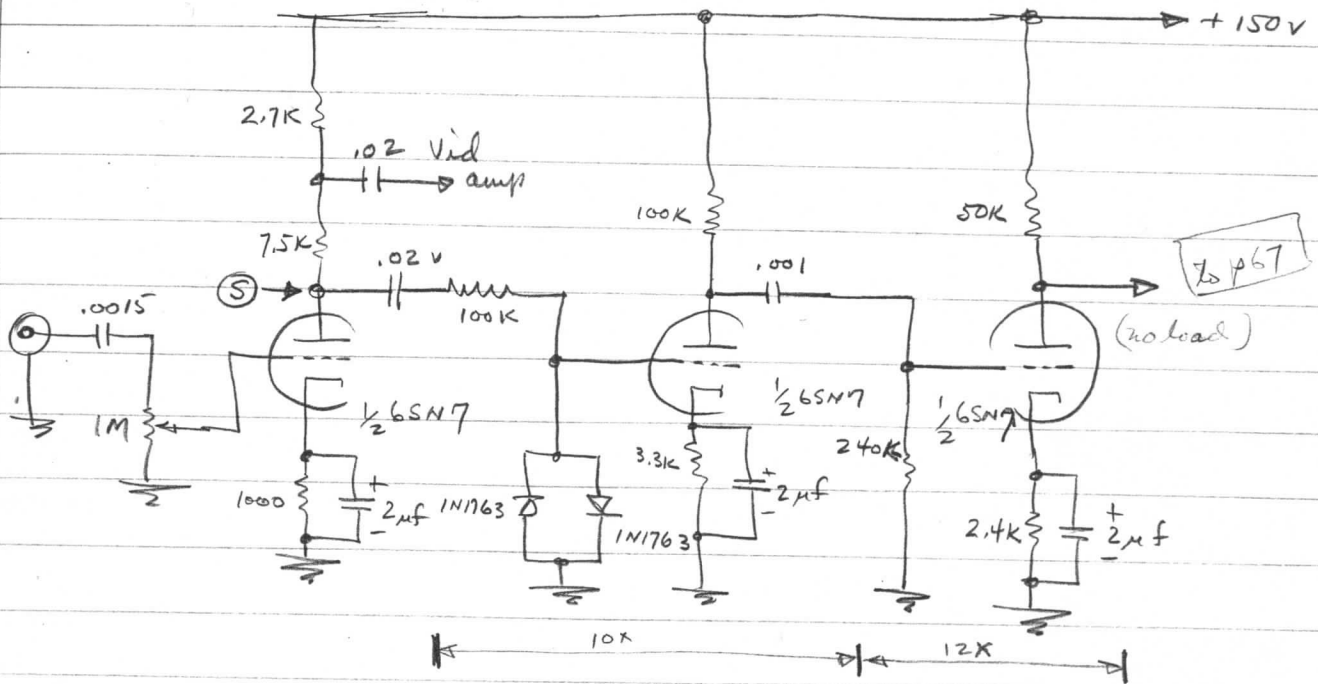 + 150v
2.7K
.02 Vid
amp
100K
50K
7.5K
.02 v
.001
to p67
S
100K
(no load)
.0015
1M
1/2 6SN7
1/2 6SN7
1/2 6SN7
3.3K
240K
1000
+
2μf
-
1N1763
1N1763
+
2μf
-
2.4K
+
2μf
-
10X
12X